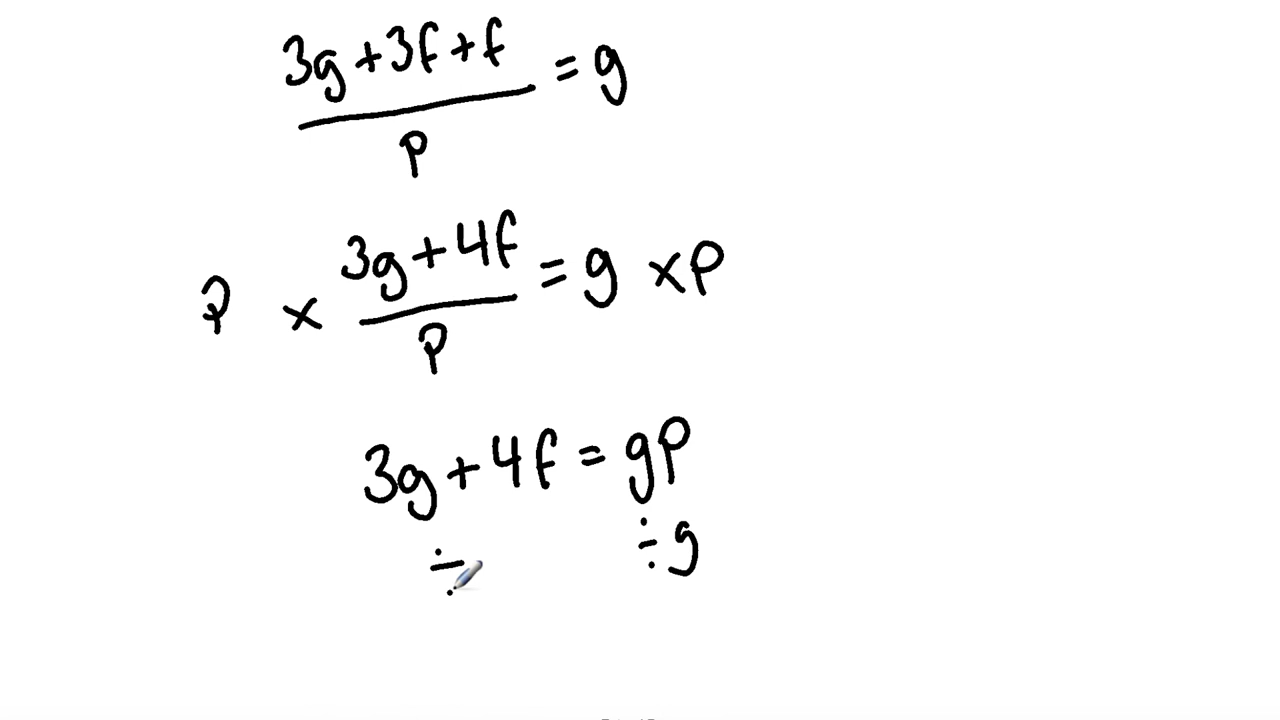 3g+3f+f
― = g
p
p × 3g+4f
― = g ×p
p
3g+4f = gp
÷ ÷g